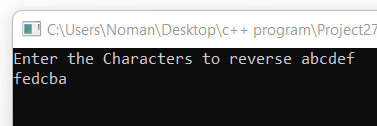 C:\Users\Noman\Desktop\c++ program\Project27
Enter the Characters to reverse abcdef
fedcba